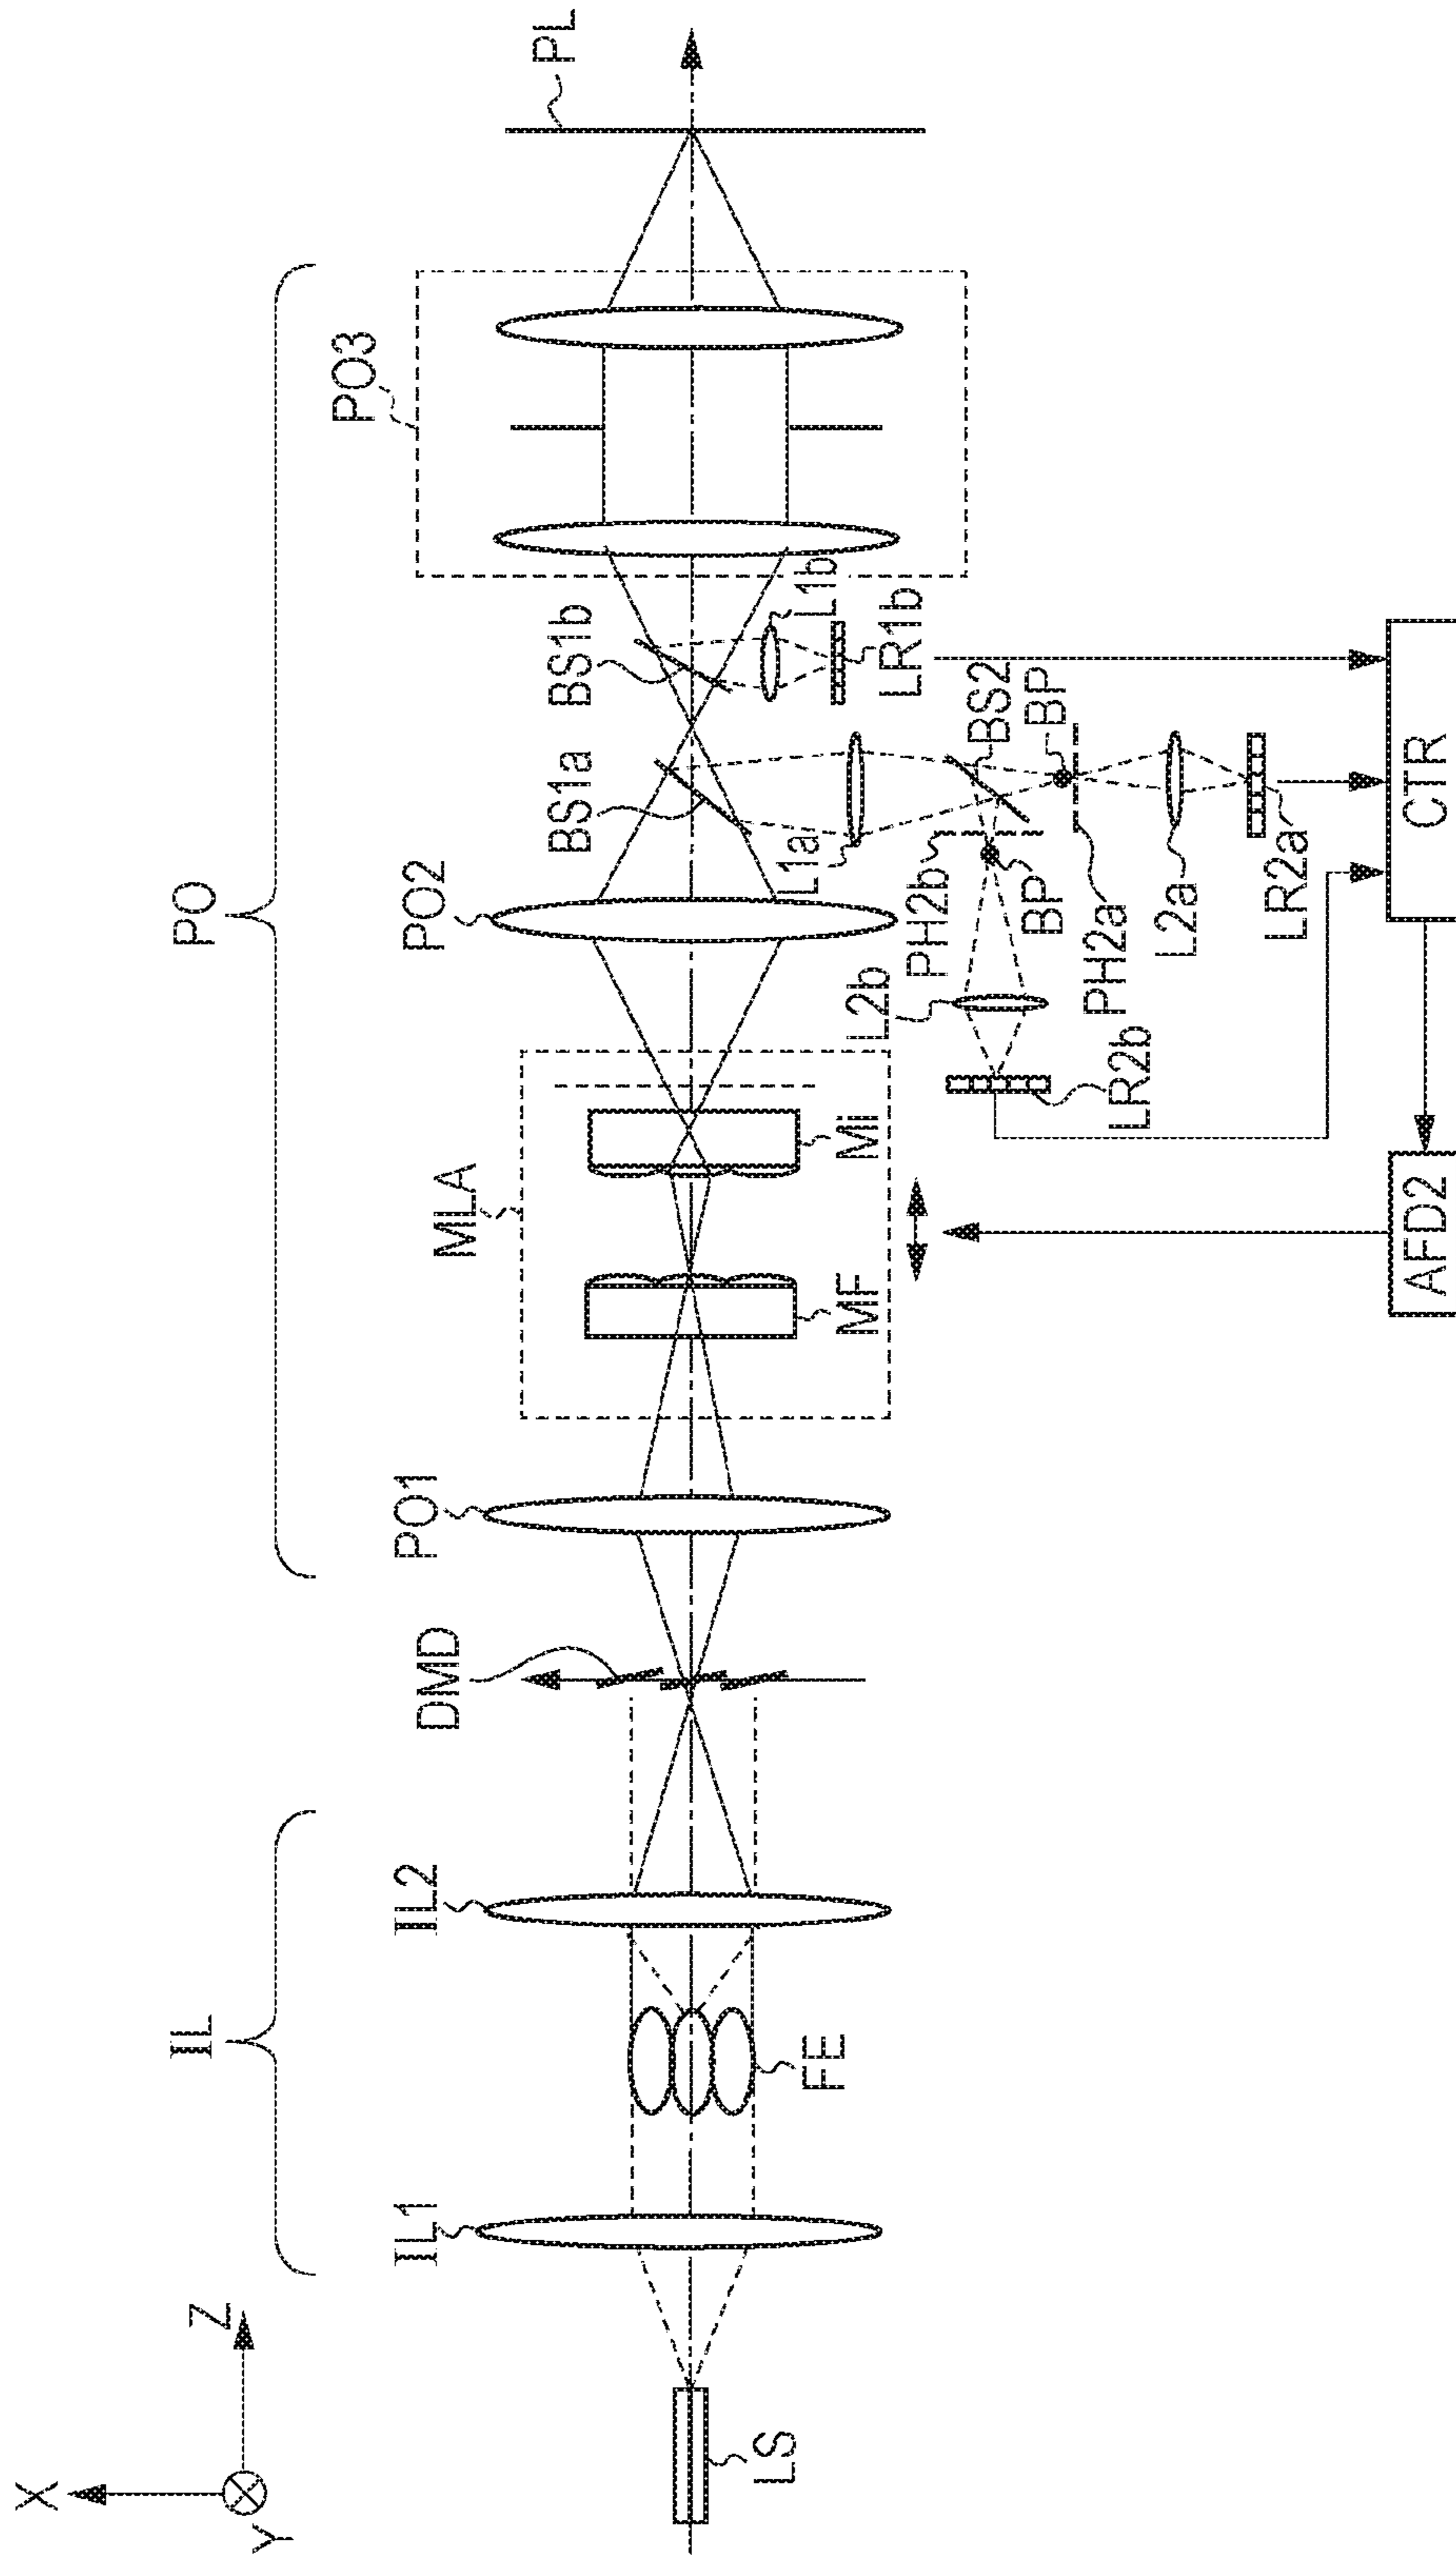 X
Y
Z
LS
IL
IL1
FE
IL2
DMD
PO
PO1
MLA
MF
Mi
PO2
BS1a
BS1b
L1b
LR1b
PO3
PL
L1a
BS2
BP
PH2b
BP
PH2a
L2b
LR2b
L2a
LR2a
CTR
AFD2